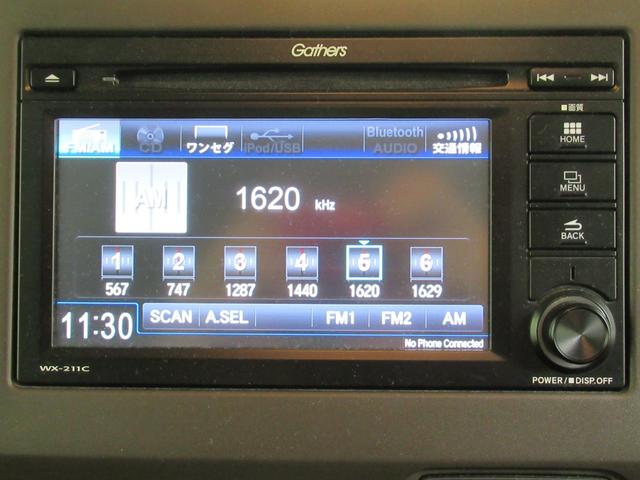 Gathers
■画質
HOME
MENU
BACK
FM/AM
CD
ワンセグ
iPod/USB
Bluetooth
AUDIO
交通情報
AM
1620 kHz
1 2 3 4 5 6
567 747 1287 1440 1620 1629
11:30
SCAN A.SEL FM1 FM2 AM
No Phone Connected
WX-211C
POWER/■DISP.OFF